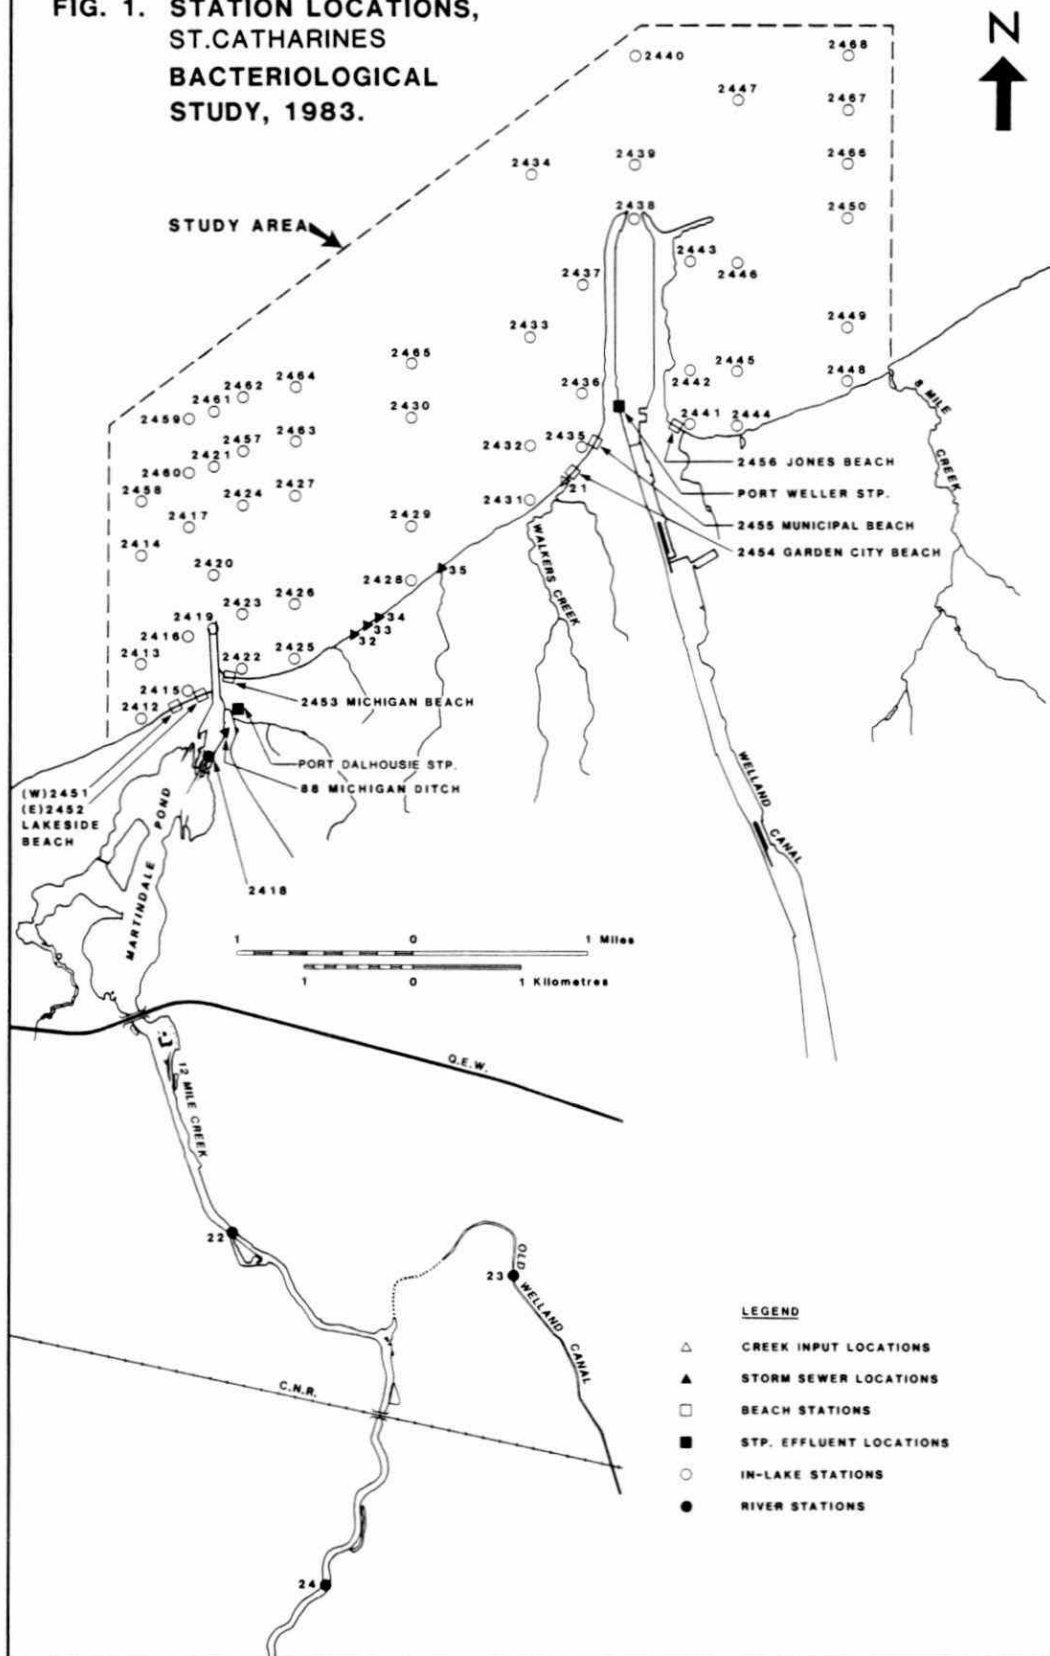 FIG. 1. STATION LOCATIONS,
ST.CATHARINES
BACTERIOLOGICAL
STUDY, 1983.
N
STUDY AREA
2440
2468
2447
2467
2434
2439
2466
2438
2450
2443
2446
2437
2433
2449
2465
2445
2448
2464
2436
2442
2462
2461
2459
2430
2441
2444
8 MILE
CREEK
2463
2457
2421
2460
2432
2435
2456 JONES BEACH
2458
2427
2424
2431
21
PORT WELLER STP.
2417
2429
2455 MUNICIPAL BEACH
2414
2454 GARDEN CITY BEACH
WALKERS CREEK
2420
2428
35
2426
2423
2419
34
33
32
2416
2413
2422
2425
2415
2412
2453 MICHIGAN BEACH
PORT DALHOUSIE STP.
88 MICHIGAN DITCH
(W)2451
(E)2452
LAKESIDE
BEACH
MARTINDALE POND
WELLAND
CANAL
2418
1 0 1 Miles
1 0 1 Kilometres
Q.E.W.
12 MILE CREEK
22
23
OLD
WELLAND
CANAL
C.N.R.
24
LEGEND
CREEK INPUT LOCATIONS
STORM SEWER LOCATIONS
BEACH STATIONS
STP. EFFLUENT LOCATIONS
IN-LAKE STATIONS
RIVER STATIONS